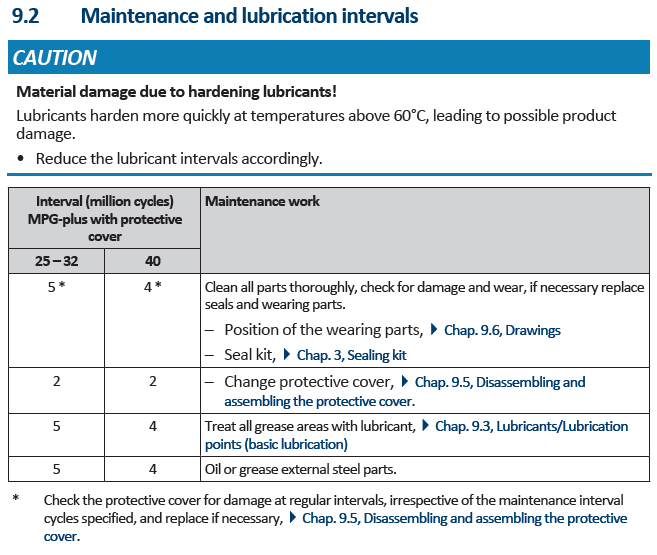 9.2 Maintenance and lubrication intervals
CAUTION
Material damage due to hardening lubricants!
Lubricants harden more quickly at temperatures above 60°C, leading to possible product
damage.
• Reduce the lubricant intervals accordingly.
Interval (million cycles)
MPG-plus with protective
cover
Maintenance work
25 – 32 40
5 * 4 * Clean all parts thoroughly, check for damage and wear, if necessary replace
seals and wearing parts.
– Position of the wearing parts, ▶ Chap. 9.6, Drawings
– Seal kit, ▶ Chap. 3, Sealing kit
2 2 – Change protective cover, ▶ Chap. 9.5, Disassembling and
assembling the protective cover.
5 4 Treat all grease areas with lubricant, ▶ Chap. 9.3, Lubricants/Lubrication
points (basic lubrication)
5 4 Oil or grease external steel parts.
* Check the protective cover for damage at regular intervals, irrespective of the maintenance interval
cycles specified, and replace if necessary, ▶ Chap. 9.5, Disassembling and assembling the protective
cover.